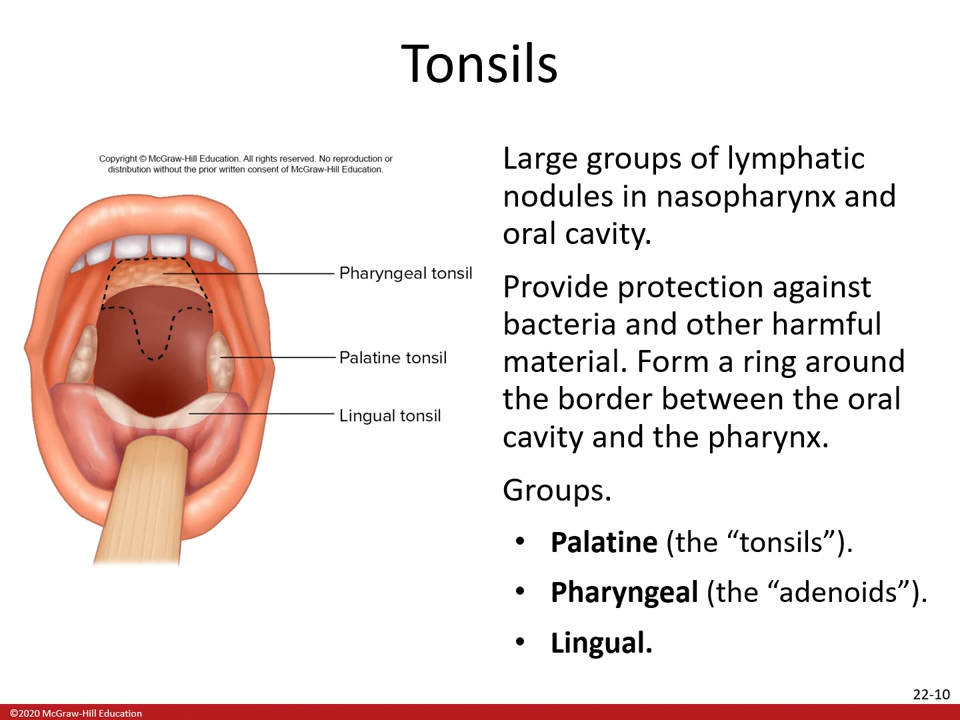 Tonsils
Copyright © McGraw-Hill Education. All rights reserved. No reproduction or
distribution without the prior written consent of McGraw-Hill Education.
Pharyngeal tonsil
Palatine tonsil
Lingual tonsil
Large groups of lymphatic
nodules in nasopharynx and
oral cavity.
Provide protection against
bacteria and other harmful
material. Form a ring around
the border between the oral
cavity and the pharynx.
Groups.
• Palatine (the “tonsils”).
• Pharyngeal (the “adenoids”).
• Lingual.
22-10
©2020 McGraw-Hill Education